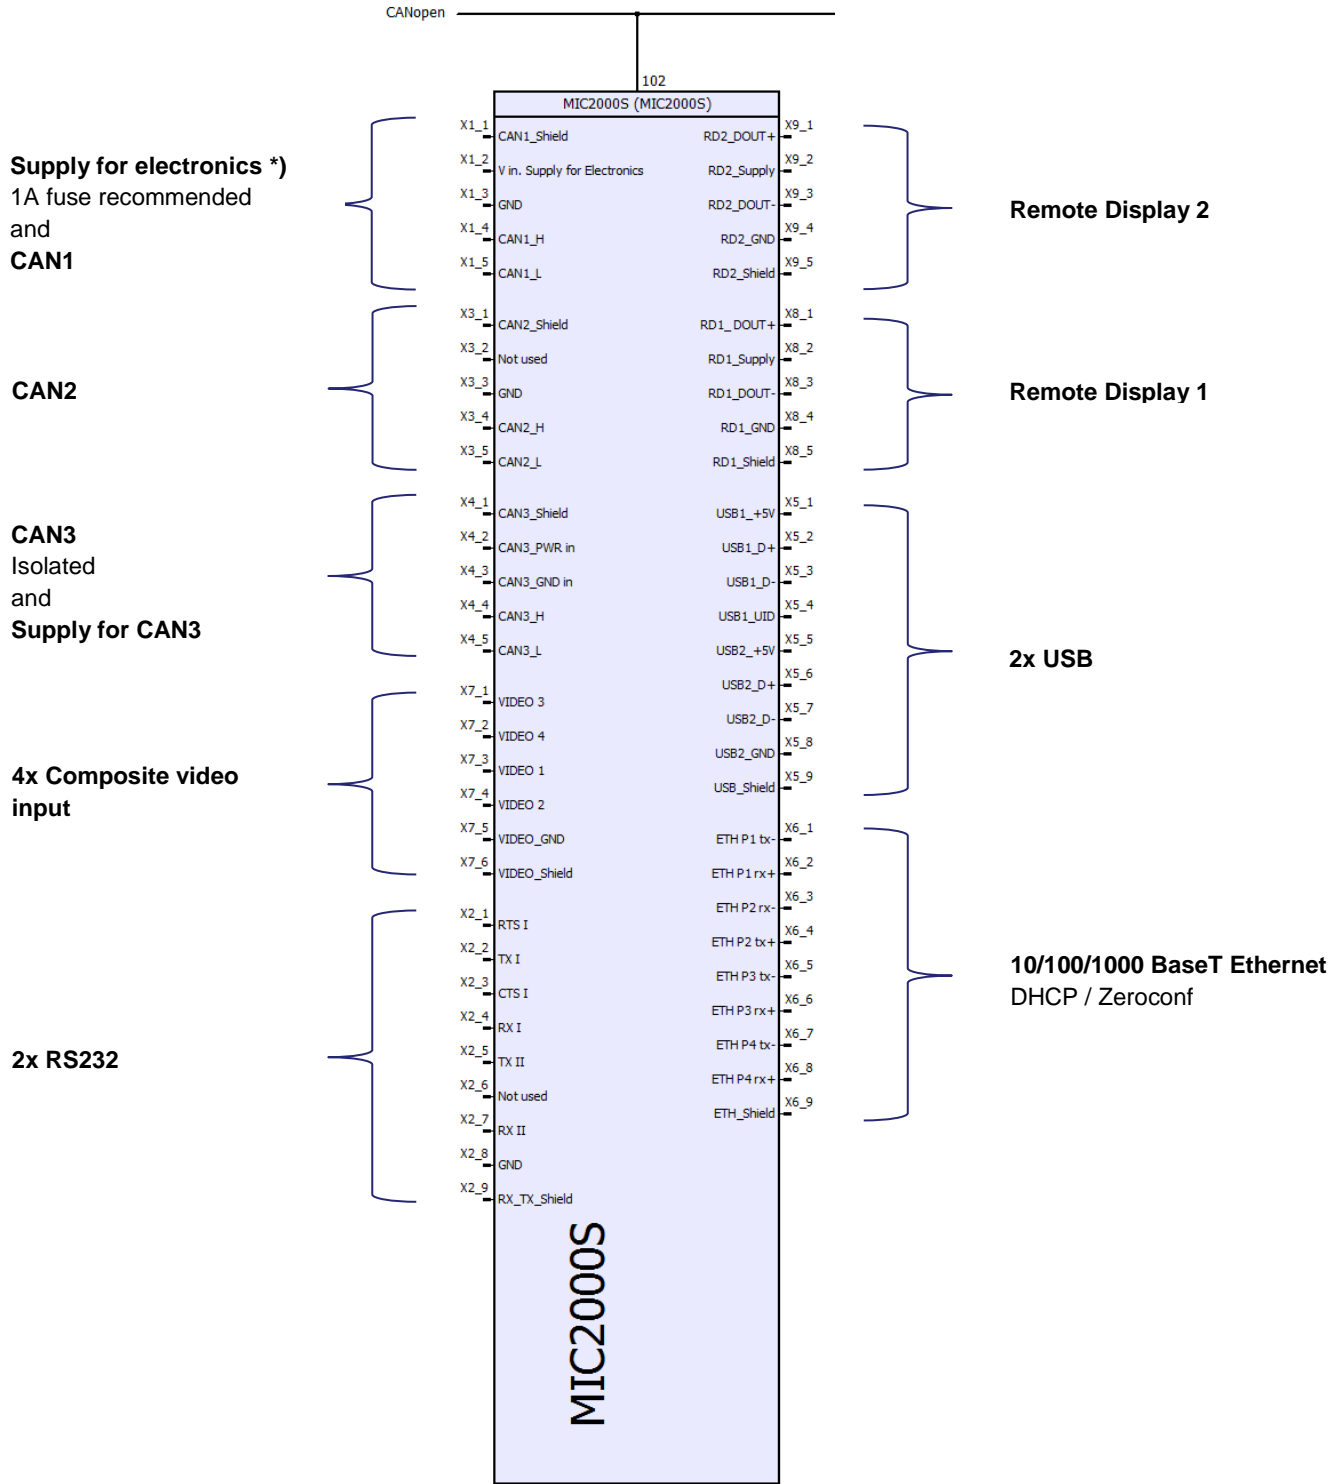 CANopen
102
MIC2000S (MIC2000S)
Supply for electronics *)
1A fuse recommended
and
CAN1
X1_1 CAN1_Shield
X1_2 V in. Supply for Electronics
X1_3 GND
X1_4 CAN1_H
X1_5 CAN1_L
CAN2
X3_1 CAN2_Shield
X3_2 Not used
X3_3 GND
X3_4 CAN2_H
X3_5 CAN2_L
CAN3
Isolated
and
Supply for CAN3
X4_1 CAN3_Shield
X4_2 CAN3_PWR in
X4_3 CAN3_GND in
X4_4 CAN3_H
X4_5 CAN3_L
4x Composite video
input
X7_1 VIDEO 3
X7_2 VIDEO 4
X7_3 VIDEO 1
X7_4 VIDEO 2
X7_5 VIDEO_GND
X7_6 VIDEO_Shield
2x RS232
X2_1 RTS I
X2_2 TX I
X2_3 CTS I
X2_4 RX I
X2_5 TX II
X2_6 Not used
X2_7 RX II
X2_8 GND
X2_9 RX_TX_Shield
RD2_DOUT+ X9_1
RD2_Supply X9_2
RD2_DOUT- X9_3
RD2_GND X9_4
RD2_Shield X9_5
Remote Display 2
RD1_ DOUT+ X8_1
RD1_Supply X8_2
RD1_DOUT- X8_3
RD1_GND X8_4
RD1_Shield X8_5
Remote Display 1
USB1_+5V X5_1
USB1_D+ X5_2
USB1_D- X5_3
USB1_UID X5_4
USB2_+5V X5_5
USB2_D+ X5_6
USB2_D- X5_7
USB2_GND X5_8
USB_Shield X5_9
2x USB
ETH P1 tx- X6_1
ETH P1 rx+ X6_2
ETH P2 rx- X6_3
ETH P2 tx+ X6_4
ETH P3 tx- X6_5
ETH P3 rx+ X6_6
ETH P4 tx- X6_7
ETH P4 rx+ X6_8
ETH_Shield X6_9
10/100/1000 BaseT Ethernet
DHCP / Zeroconf
MIC2000S